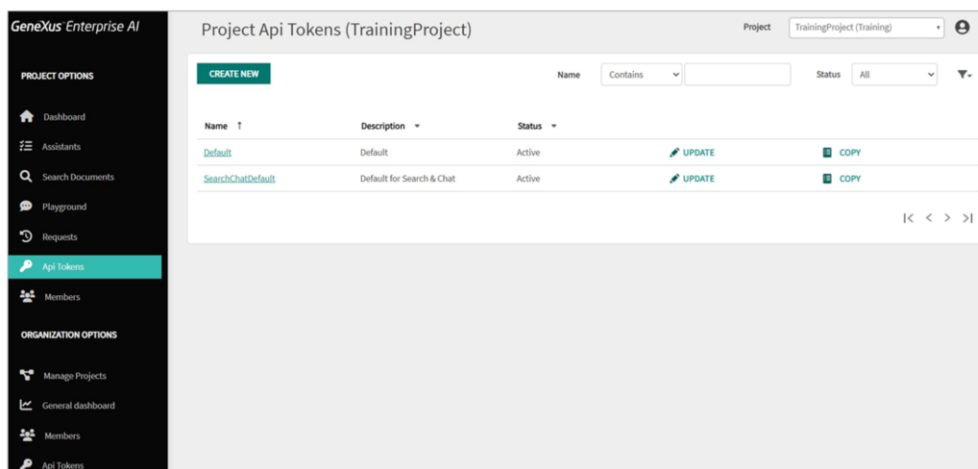 GeneXus Enterprise AI
Project Api Tokens (TrainingProject)
Project
TrainingProject (Training)
PROJECT OPTIONS
Dashboard
Assistants
Search Documents
Playground
Requests
Api Tokens
Members
ORGANIZATION OPTIONS
Manage Projects
General dashboard
Members
Api Tokens
CREATE NEW
Name
Contains
Status
All
Name Description Status
Default Default Active UPDATE COPY
SearchChatDefault Default for Search & Chat Active UPDATE COPY